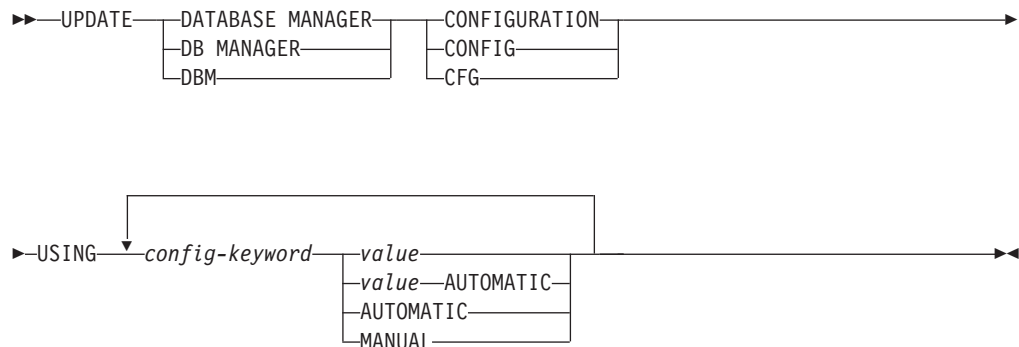 UPDATE DATABASE MANAGER CONFIGURATION
DB MANAGER CONFIG
DBM CFG
USING config-keyword value
value AUTOMATIC
AUTOMATIC
MANUAL